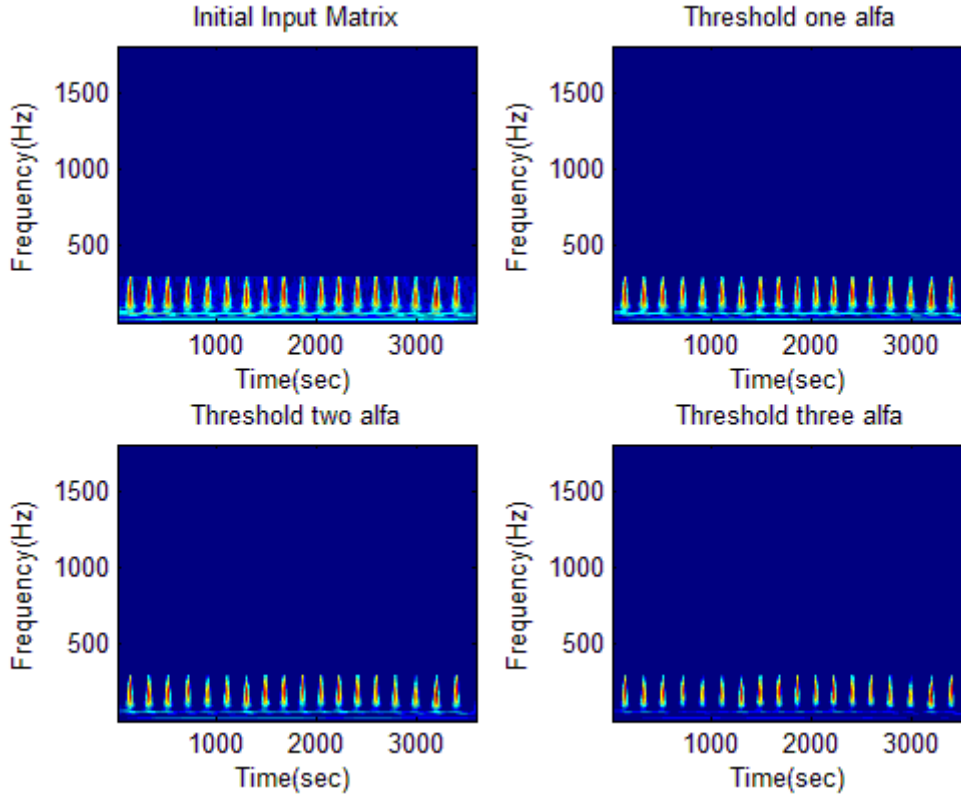 Initial Input Matrix
Frequency(Hz)
1500
1000
500
1000 2000 3000
Time(sec)
Threshold one alfa
Frequency(Hz)
1500
1000
500
1000 2000 3000
Time(sec)
Threshold two alfa
Frequency(Hz)
1500
1000
500
1000 2000 3000
Time(sec)
Threshold three alfa
Frequency(Hz)
1500
1000
500
1000 2000 3000
Time(sec)